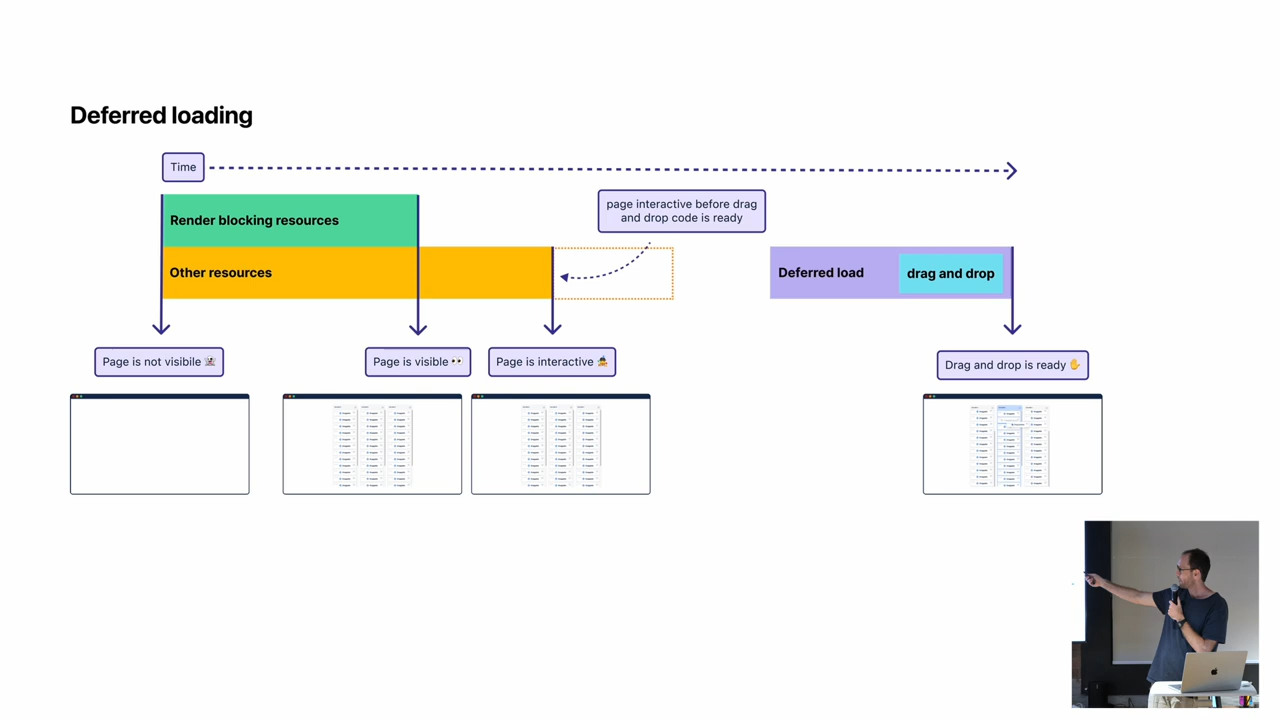 Deferred loading
Time
Render blocking resources
page interactive before drag
and drop code is ready
Other resources
Deferred load
drag and drop
Page is not visibile
Page is visible 👀
Page is interactive
Drag and drop is ready ✋